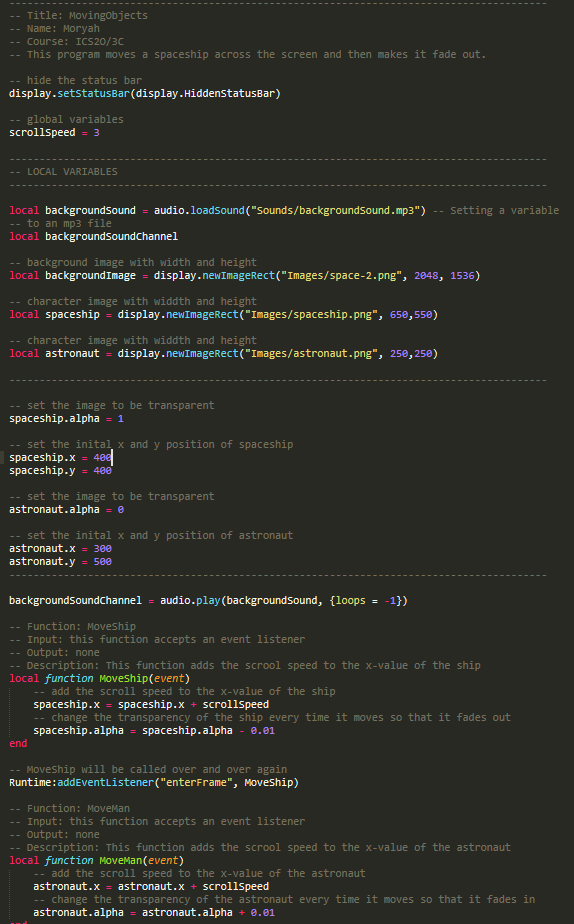 --------------------------------------------------------------------------------------
-- Title: MovingObjects
-- Name: Moryah
-- Course: ICS2O/3C
-- This program moves a spaceship across the screen and then makes it fade out.
-- hide the status bar
display.setStatusBar(display.HiddenStatusBar)
-- global variables
scrollSpeed = 3
--------------------------------------------------------------------------------------
-- LOCAL VARIABLES
--------------------------------------------------------------------------------------
local backgroundSound = audio.loadSound("Sounds/backgroundSound.mp3") -- Setting a variable
-- to an mp3 file
local backgroundSoundChannel
-- background image with width and height
local backgroundImage = display.newImageRect("Images/space-2.png", 2048, 1536)
-- character image with widdth and height
local spaceship = display.newImageRect("Images/spaceship.png", 650,550)
-- character image with widdth and height
local astronaut = display.newImageRect("Images/astronaut.png", 250,250)
--------------------------------------------------------------------------------------
-- set the image to be transparent
spaceship.alpha = 1
-- set the inital x and y position of spaceship
spaceship.x = 400
spaceship.y = 400
-- set the image to be transparent
astronaut.alpha = 0
-- set the inital x and y position of astronaut
astronaut.x = 300
astronaut.y = 500
--------------------------------------------------------------------------------------
backgroundSoundChannel = audio.play(backgroundSound, {loops = -1})
-- Function: MoveShip
-- Input: this function accepts an event listener
-- Output: none
-- Description: This function adds the scrool speed to the x-value of the ship
local function MoveShip(event)
-- add the scroll speed to the x-value of the ship
spaceship.x = spaceship.x + scrollSpeed
-- change the transparency of the ship every time it moves so that it fades out
spaceship.alpha = spaceship.alpha - 0.01
end
-- MoveShip will be called over and over again
Runtime:addEventListener("enterFrame", MoveShip)
-- Function: MoveMan
-- Input: this function accepts an event listener
-- Output: none
-- Description: This function adds the scrool speed to the x-value of the astronaut
local function MoveMan(event)
-- add the scroll speed to the x-value of the astronaut
astronaut.x = astronaut.x + scrollSpeed
-- change the transparency of the astronaut every time it moves so that it fades in
astronaut.alpha = astronaut.alpha + 0.01